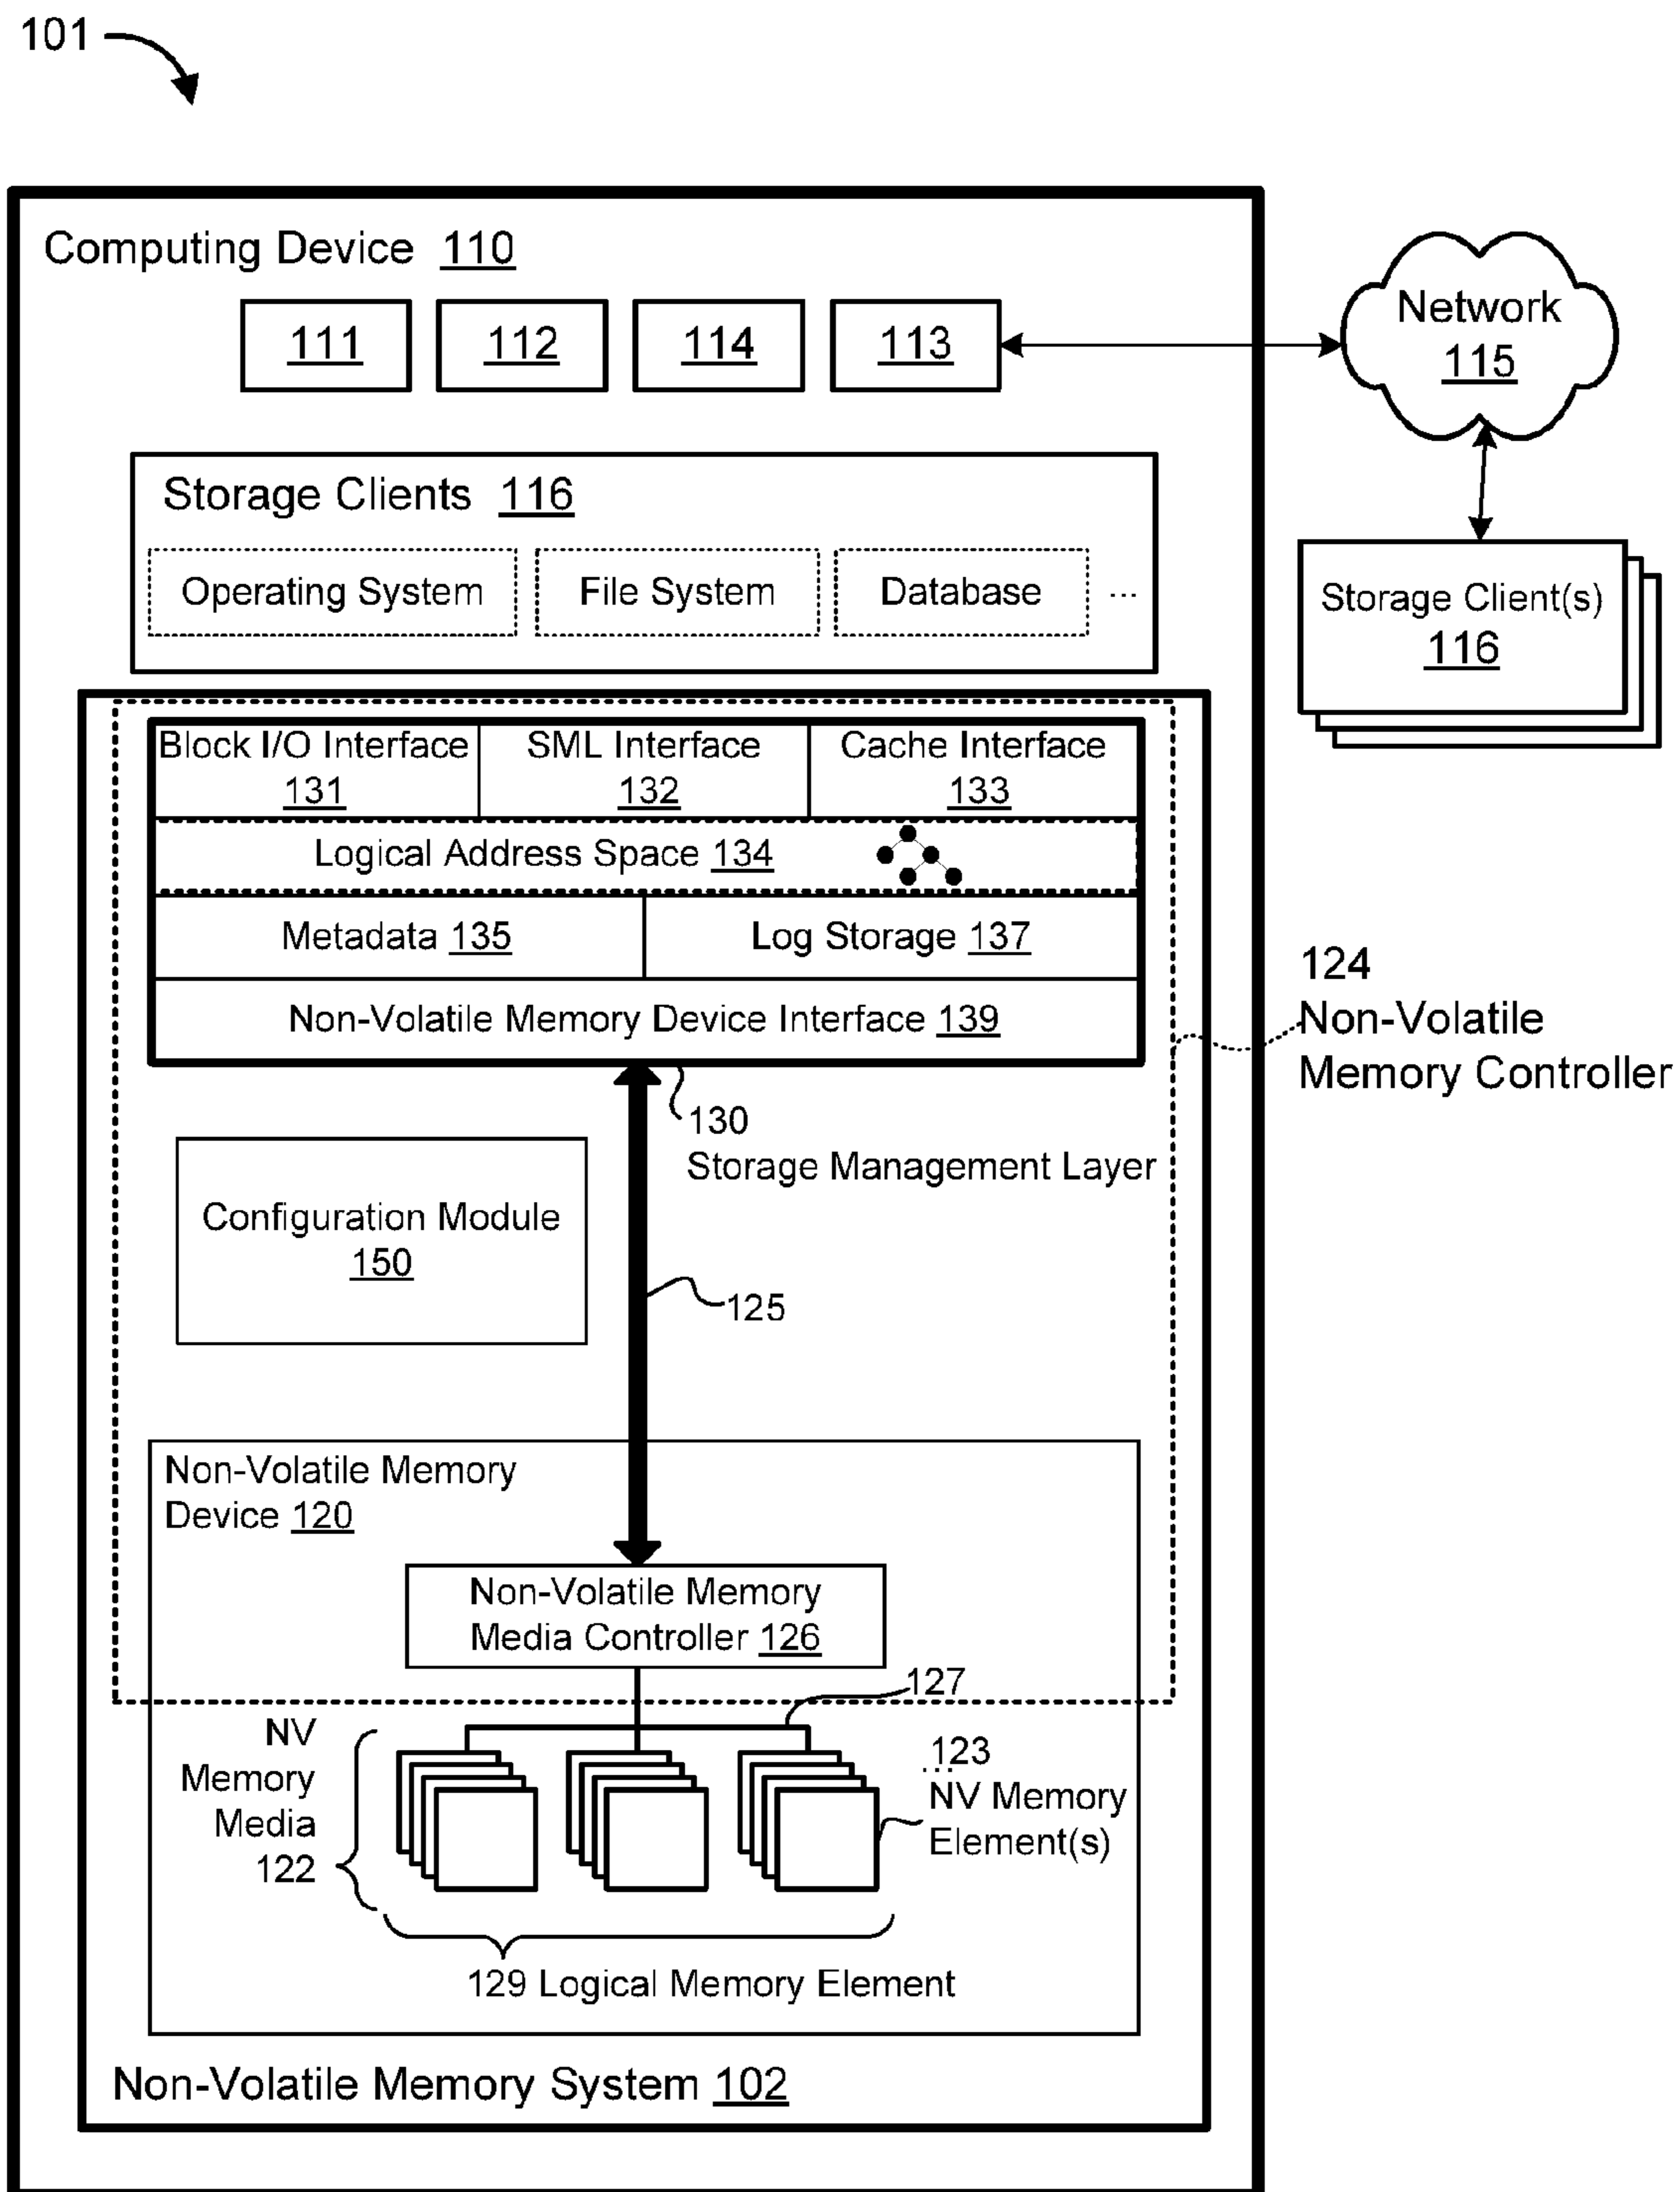 101
Computing Device 110
111 112 114 113
Network
115
Storage Clients 116
Operating System File System Database ...
Storage Client(s)
116
Block I/O Interface
131
SML Interface
132
Cache Interface
133
Logical Address Space 134
Metadata 135 Log Storage 137
Non-Volatile Memory Device Interface 139
124
Non-Volatile
Memory Controller
130
Storage Management Layer
Configuration Module
150
125
Non-Volatile Memory
Device 120
Non-Volatile Memory
Media Controller 126
127
NV
Memory
Media
122
...
123
NV Memory
Element(s)
129 Logical Memory Element
Non-Volatile Memory System 102